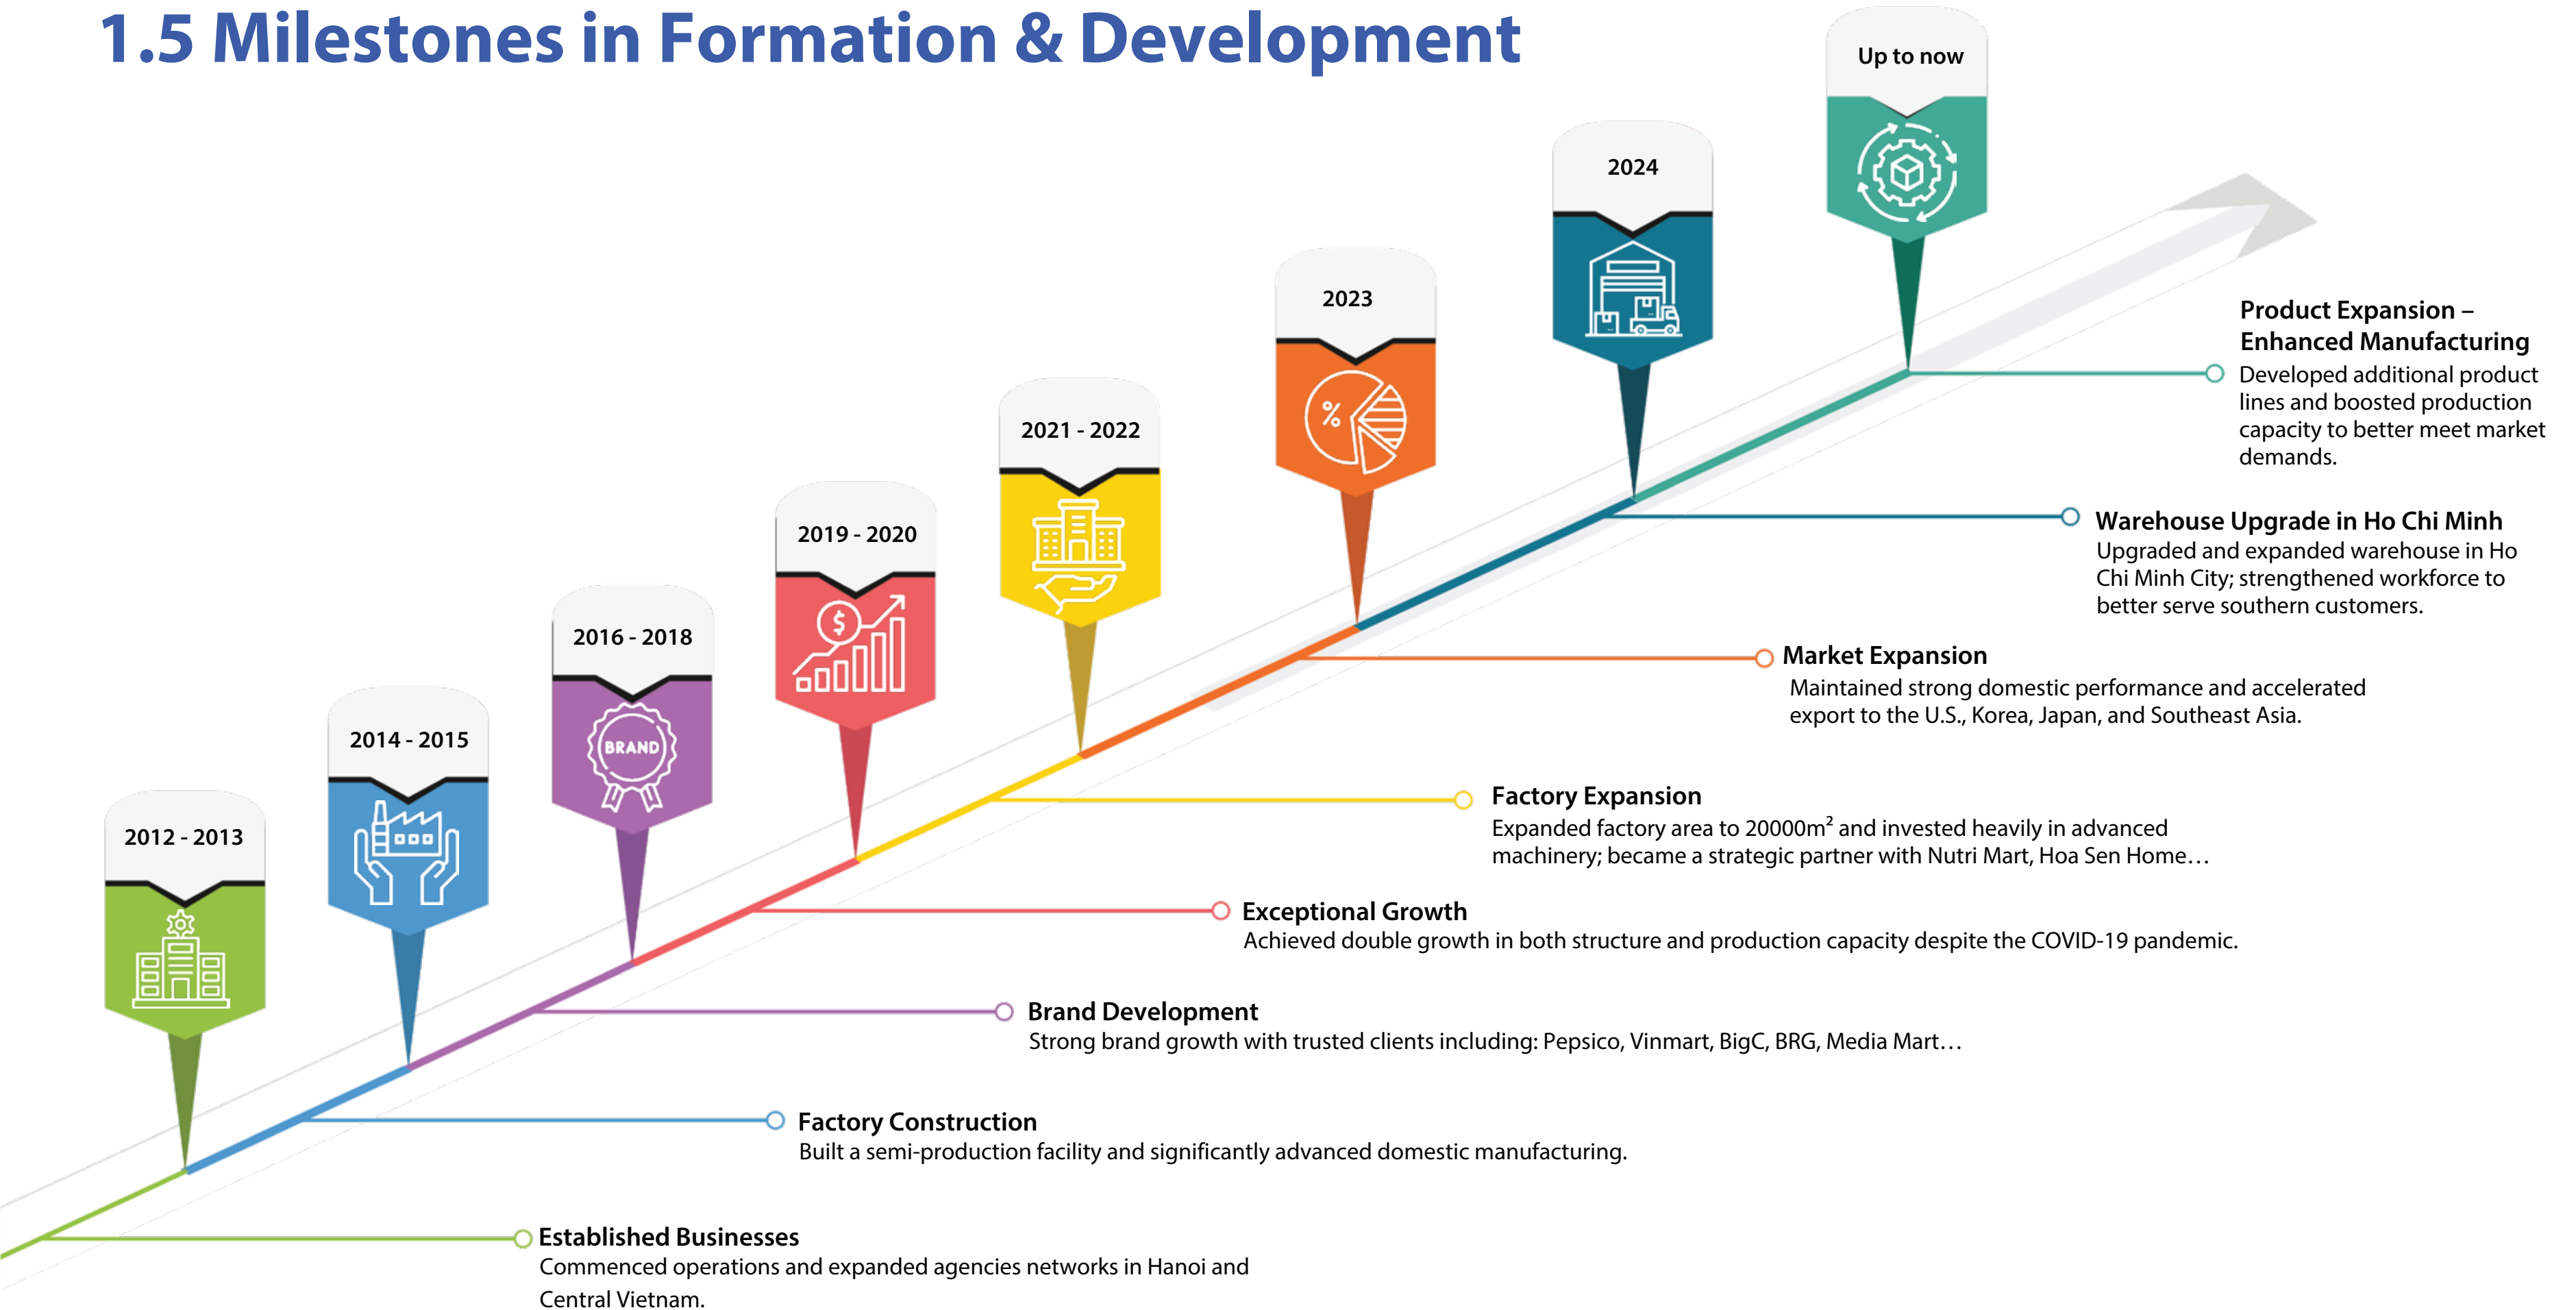 1.5 Milestones in Formation & Development
Up to now
2024
2023
2021 - 2022
2019 - 2020
2016 - 2018
2014 - 2015
2012 - 2013
%
$
BRAND
Product Expansion –
Enhanced Manufacturing
Developed additional product
lines and boosted production
capacity to better meet market
demands.
Warehouse Upgrade in Ho Chi Minh
Upgraded and expanded warehouse in Ho
Chi Minh City; strengthened workforce to
better serve southern customers.
Market Expansion
Maintained strong domestic performance and accelerated
export to the U.S., Korea, Japan, and Southeast Asia.
Factory Expansion
Expanded factory area to 20000m² and invested heavily in advanced
machinery; became a strategic partner with Nutri Mart, Hoa Sen Home…
Exceptional Growth
Achieved double growth in both structure and production capacity despite the COVID-19 pandemic.
Brand Development
Strong brand growth with trusted clients including: Pepsico, Vinmart, BigC, BRG, Media Mart…
Factory Construction
Built a semi-production facility and significantly advanced domestic manufacturing.
Established Businesses
Commenced operations and expanded agencies networks in Hanoi and
Central Vietnam.